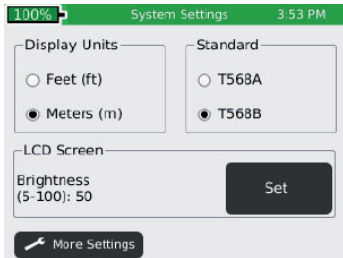 100% System Settings 3:53 PM
Display Units
Feet (ft)
Meters (m)
Standard
T568A
T568B
LCD Screen
Brightness
(5-100): 50
Set
More Settings